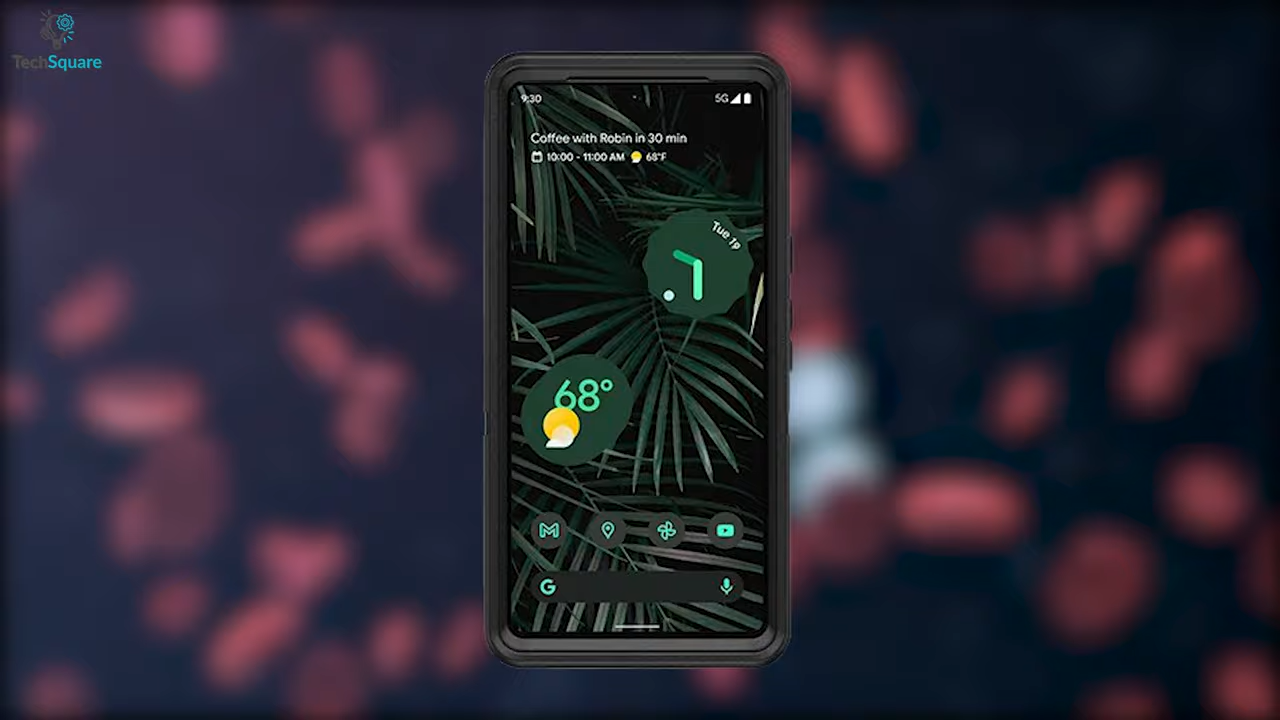 TechSquare
9:30
5G
Coffee with Robin in 30 min
10:00 - 11:00 AM 68°F
Tue 19
68°
G